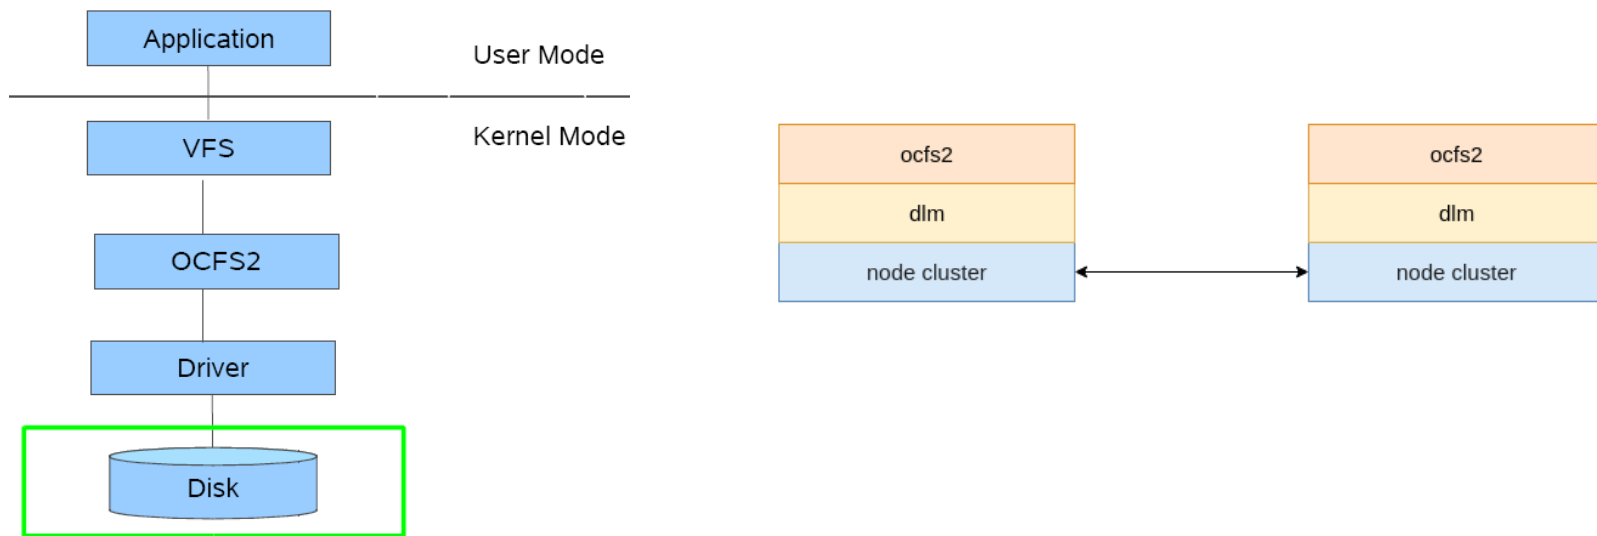 Application
User Mode
VFS
Kernel Mode
OCFS2
Driver
Disk
ocfs2
dlm
node cluster
ocfs2
dlm
node cluster